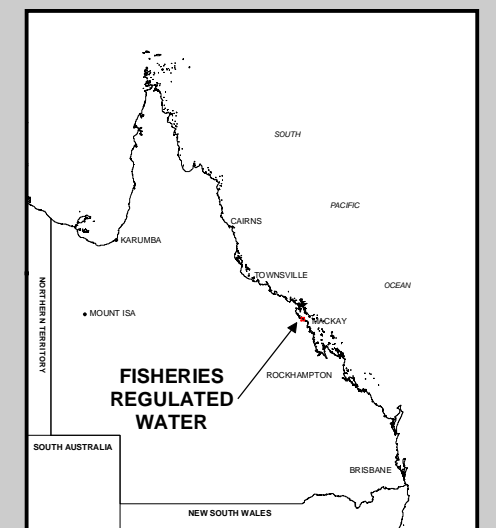 SOUTH
PACIFIC
CAIRNS
KARUMBA
TOWNSVILLE
OCEAN
NORTHERN TERRITORY
MOUNT ISA
MACKAY
FISHERIES
REGULATED
WATER
ROCKHAMPTON
SOUTH AUSTRALIA
BRISBANE
NEW SOUTH WALES